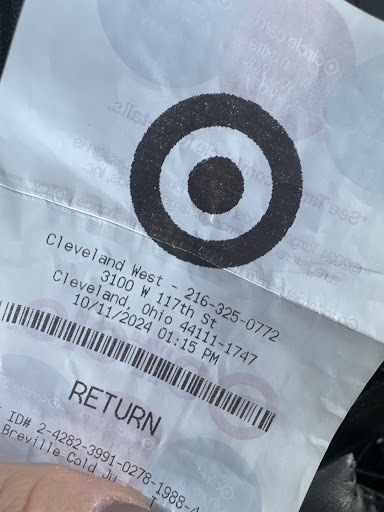 Cleveland West - 216-325-0772
3100 W 117th St
Cleveland, Ohio 44111-1747
10/11/2024 01:15 PM
RETURN
ID# 2-4282-3991-0278-1988-
Breville Cold Ju